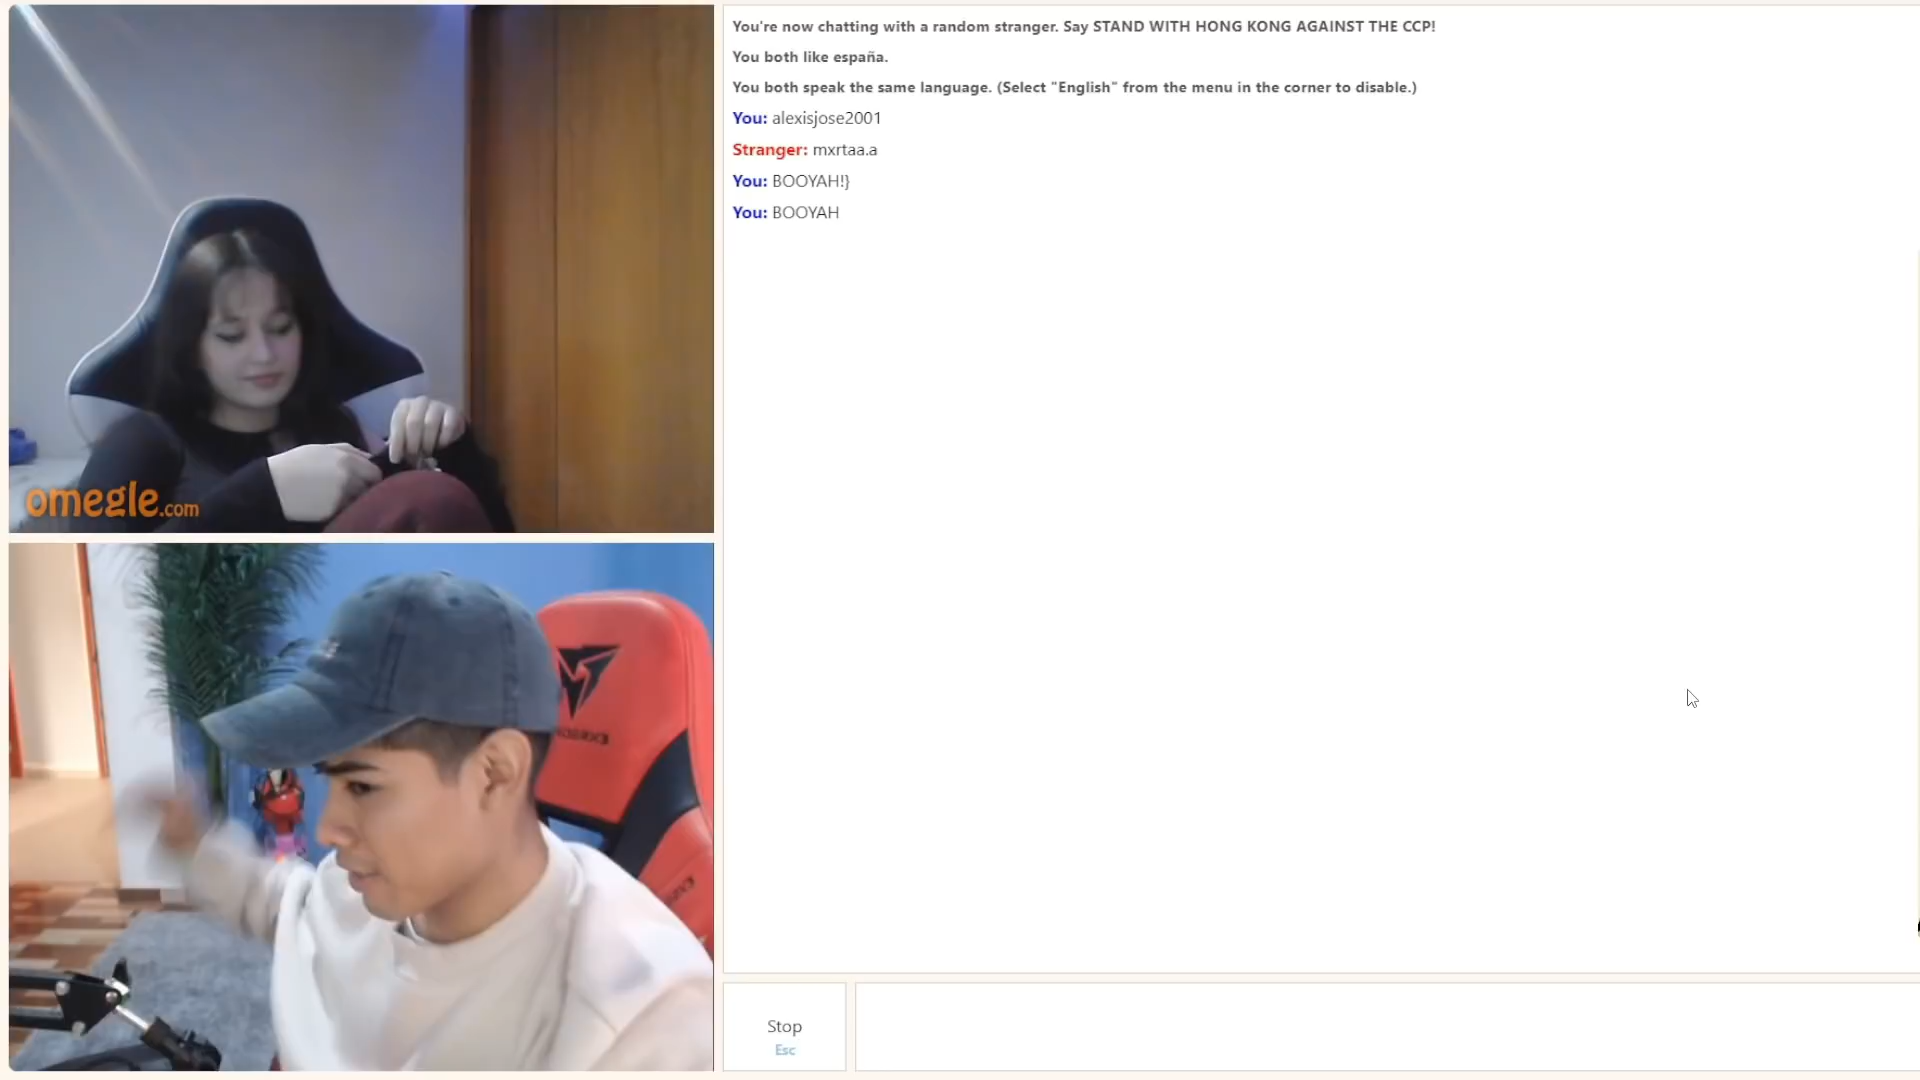 You're now chatting with a random stranger. Say STAND WITH HONG KONG AGAINST THE CCP!
You both like españa.
You both speak the same language. (Select "English" from the menu in the corner to disable.)
You: alexisjose2001
Stranger: mxrtaa.a
You: BOOYAH!}
You: BOOYAH
omegle.com
Stop
Esc